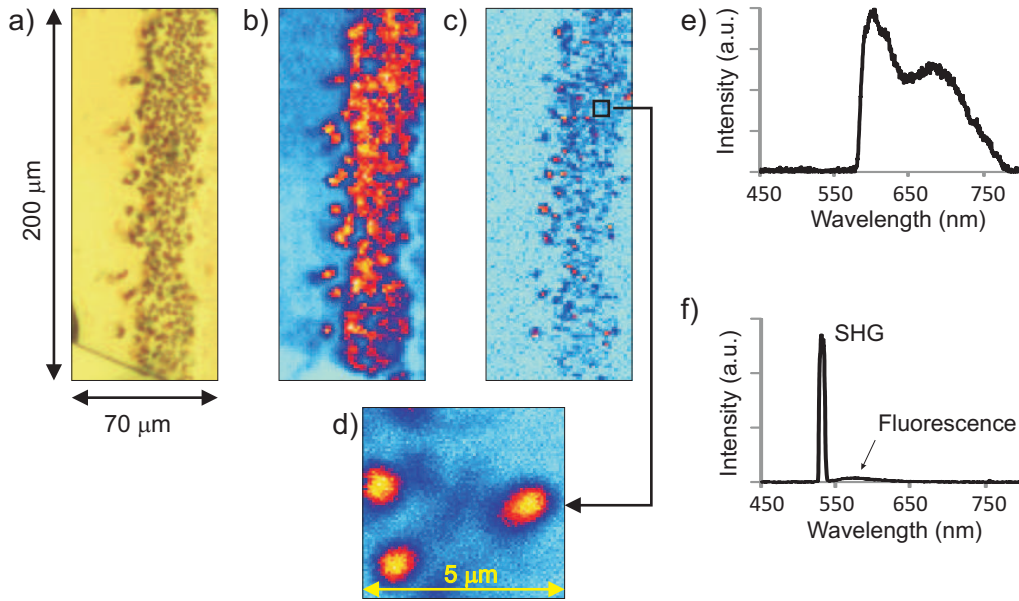 a)
b)
c)
e)
200 μm
70 μm
d)
5 μm
Intensity (a.u.)
450 550 650 750
Wavelength (nm)
f)
SHG
Fluorescence
Intensity (a.u.)
450 550 650 750
Wavelength (nm)